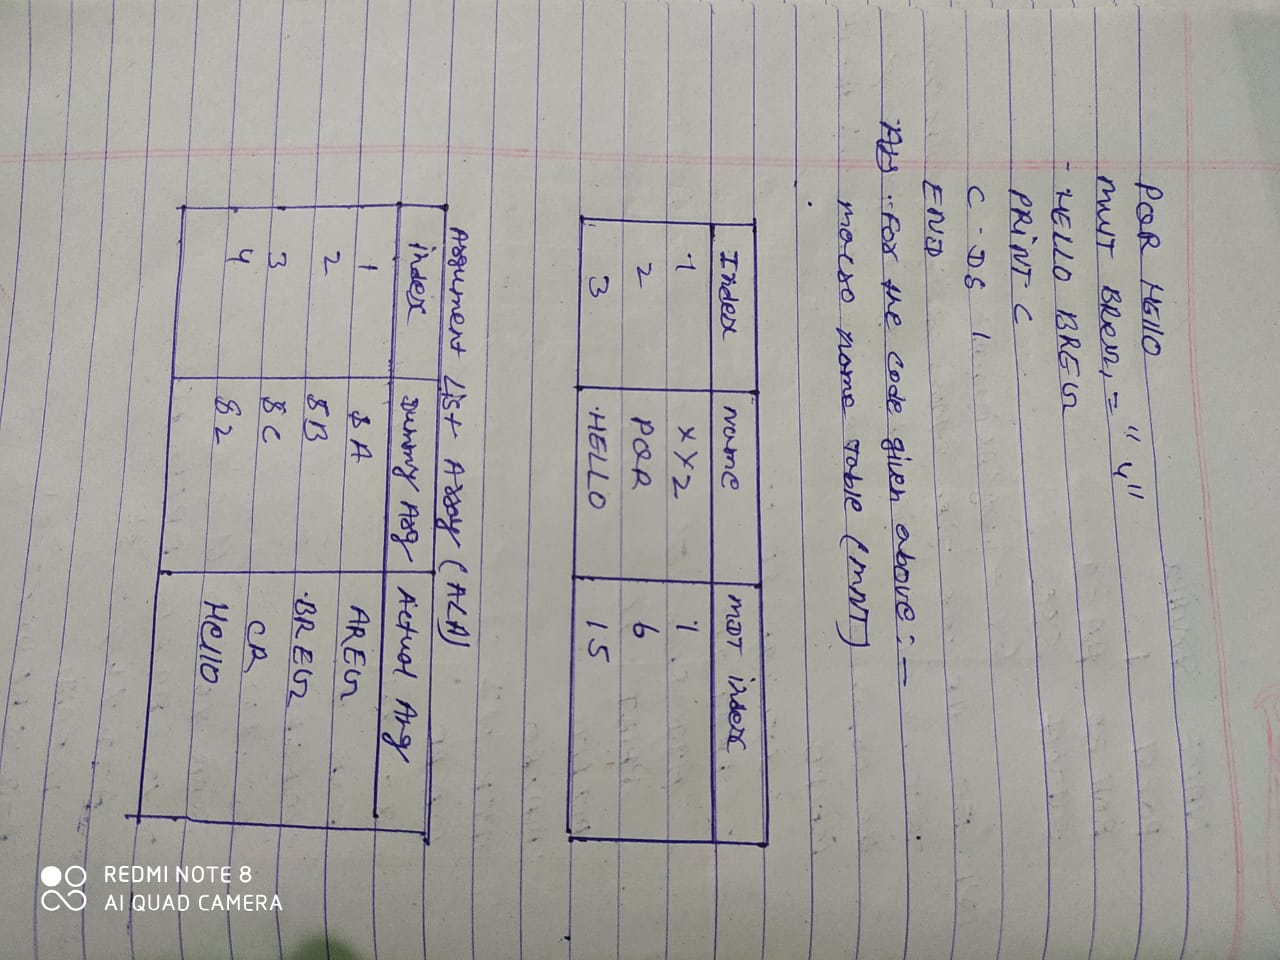 PQR HEllO
MULT BREG, = "4"
- HELLO BREG
PRINT C
C DS 1
END
Ans :- For the code given above : —
macro name Table (MNT)
Index Name MDT index
1 XYZ 1
2 PQR 6
3 HELLO 15
Argument List Array (ALA)
index Dummy Arg Actual Arg
1 &A AREG
2 &B BREG
3 &C CR
4 &Z Hello
REDMI NOTE 8
AI QUAD CAMERA